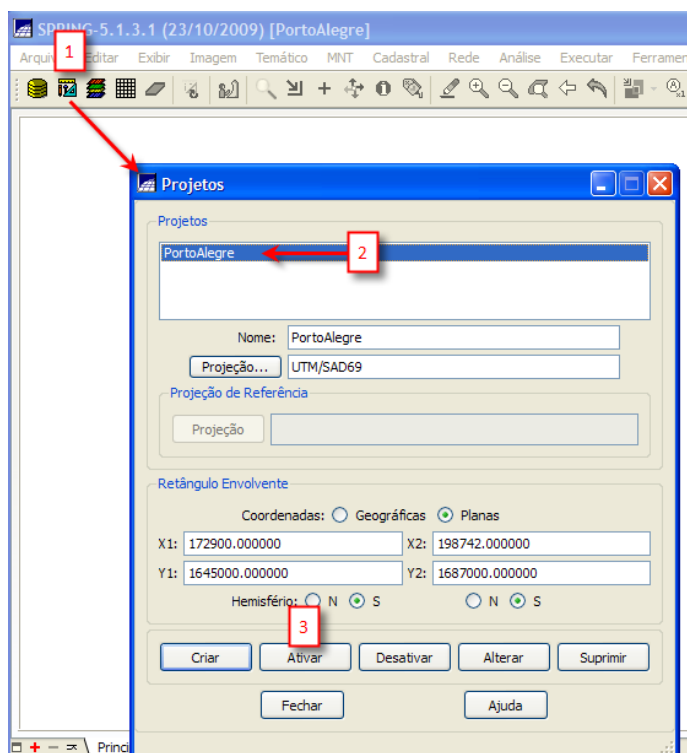 SPRING-5.1.3.1 (23/10/2009) [PortoAlegre]
1
Editar Exibir Imagem Temático MNT Cadastral Rede Análise Executar
Projetos
Projetos
PortoAlegre
2
Nome: PortoAlegre
Projeção... UTM/SAD69
Projeção de Referência
Projeção
Retângulo Envolvente
Coordenadas: Geográficas Planas
X1: 172900.000000 X2: 198742.000000
Y1: 1645000.000000 Y2: 1687000.000000
Hemisfério: N S N S
3
Criar Ativar Desativar Alterar Suprimir
Fechar Ajuda